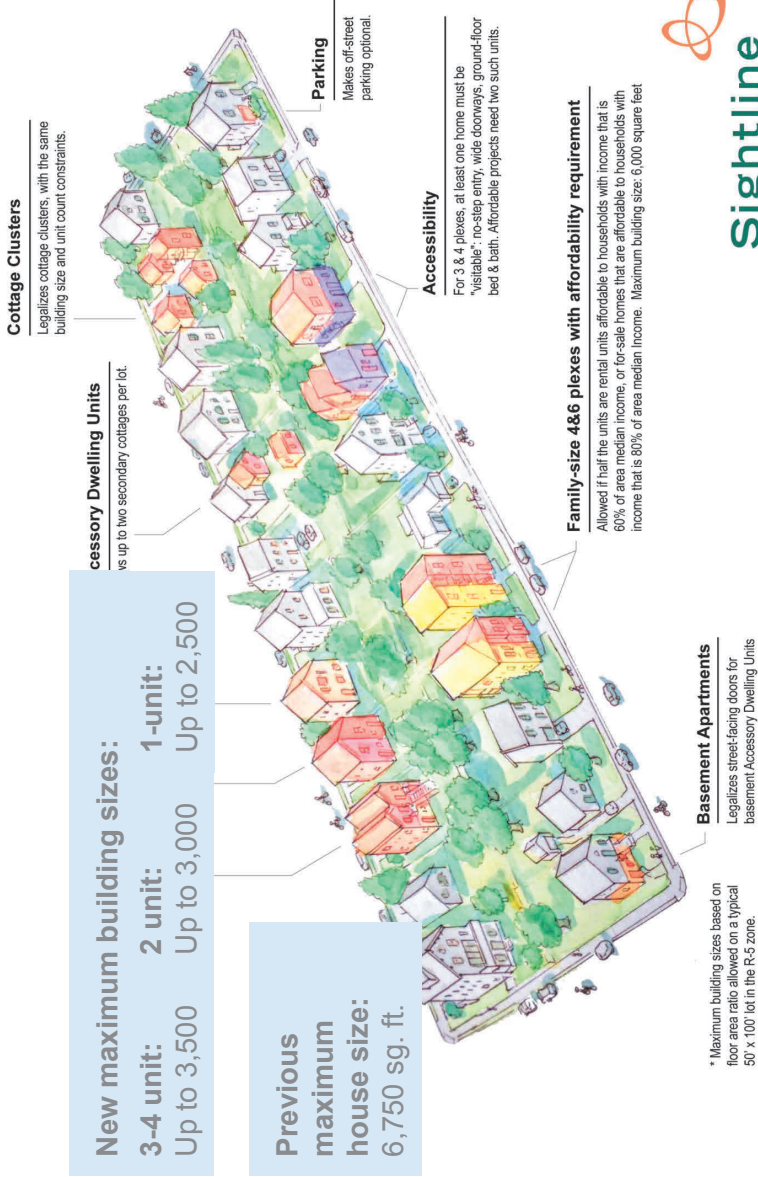 New maximum building sizes:
3-4 unit:
Up to 3,500
2 unit:
Up to 3,000
1-unit:
Up to 2,500
Previous
maximum
house size:
6,750 sg. ft.
cessory Dwelling Units
ws up to two secondary cottages per lot.
Cottage Clusters
Legalizes cottage clusters, with the same
building size and unit count constraints.
Parking
Makes off-street
parking optional.
Accessibility
For 3 & 4 plexes, at least one home must be
"visitable": no-step entry, wide doorways, ground-floor
bed & bath. Affordable projects need two such units.
Family-size 4&6 plexes with affordability requirement
Allowed if half the units are rental units affordable to households with income that is
60% of area median income, or for-sale homes that are affordable to households with
income that is 80% of area median Income. Maximum building size: 6,000 square feet
Basement Apartments
Legalizes street-facing doors for
basement Accessory Dwelling Units
* Maximum building sizes based on
floor area ratio allowed on a typical
50' x 100' lot in the R-5 zone.
Sightline